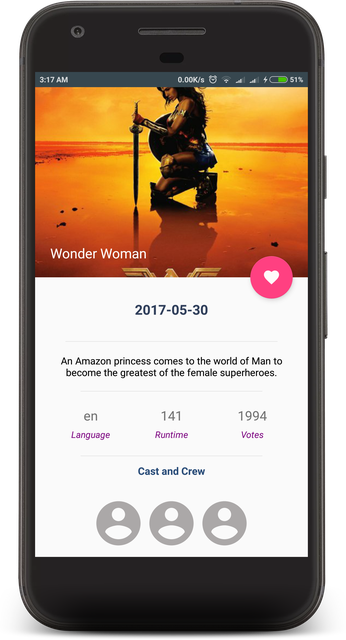 3:17 AM 0.00K/s 51%
Wonder Woman
2017-05-30
An Amazon princess comes to the world of Man to
become the greatest of the female superheroes.
en 141 1994
Language Runtime Votes
Cast and Crew